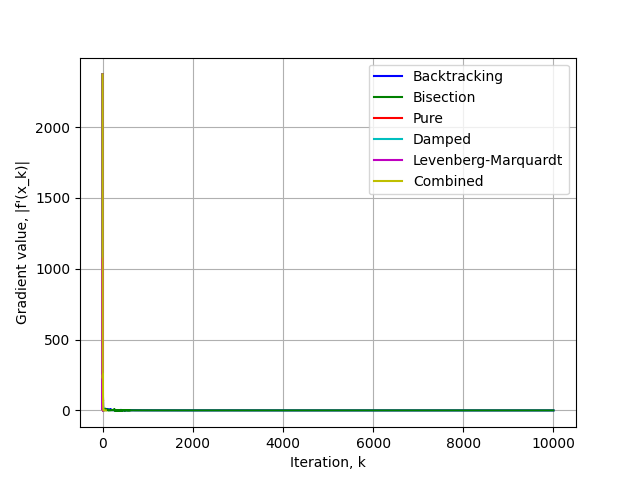 Backtracking
Bisection
Pure
Damped
Levenberg-Marquardt
Combined
2000
1500
1000
500
0
Gradient value, |f'(x_k)|
0 2000 4000 6000 8000 10000
Iteration, k